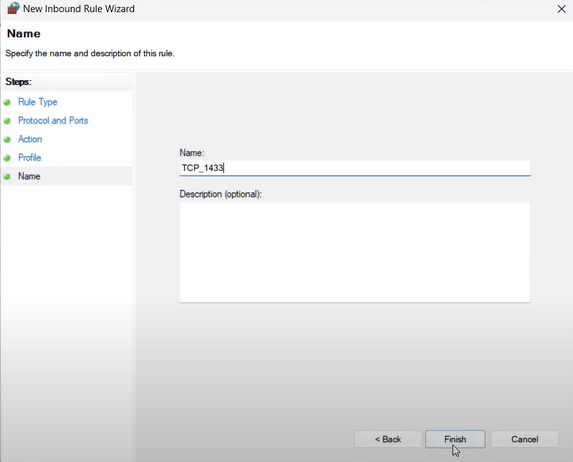 New Inbound Rule Wizard
Name
Specify the name and description of this rule.
Steps:
Rule Type
Protocol and Ports
Action
Profile
Name
Name:
TCP_1433
Description (optional):
< Back
Finish
Cancel